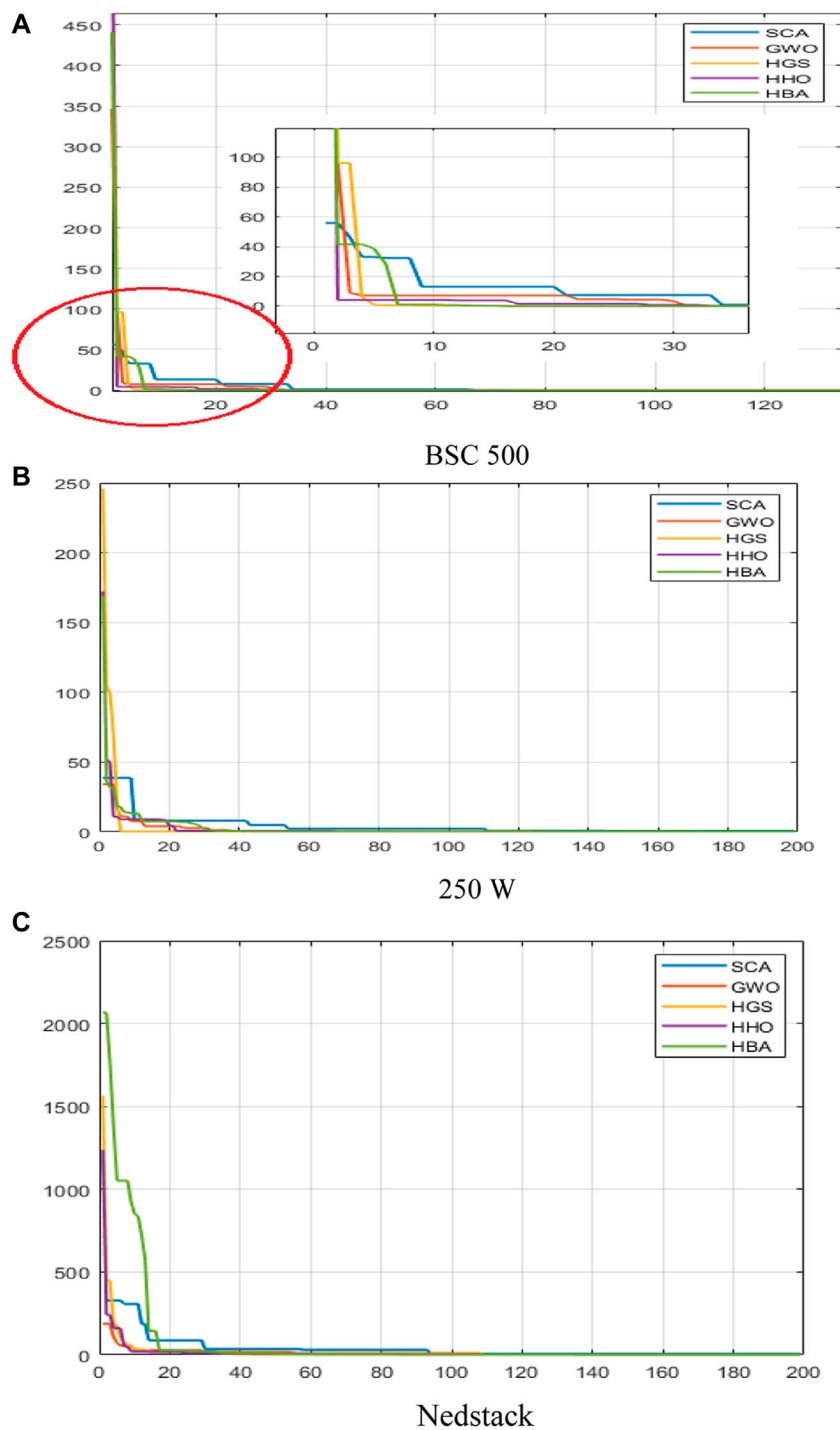 A
450
400
350
300
250
200
150
100
50
0
SCA
GWO
HGS
HHO
HBA
100
80
60
40
20
0
0 10 20 30
20 40 60 80 100 120
BSC 500
B
250
200
150
100
50
0
SCA
GWO
HGS
HHO
HBA
0 20 40 60 80 100 120 140 160 180 200
250 W
C
2500
2000
1500
1000
500
0
SCA
GWO
HGS
HHO
HBA
0 20 40 60 80 100 120 140 160 180 200
Nedstack